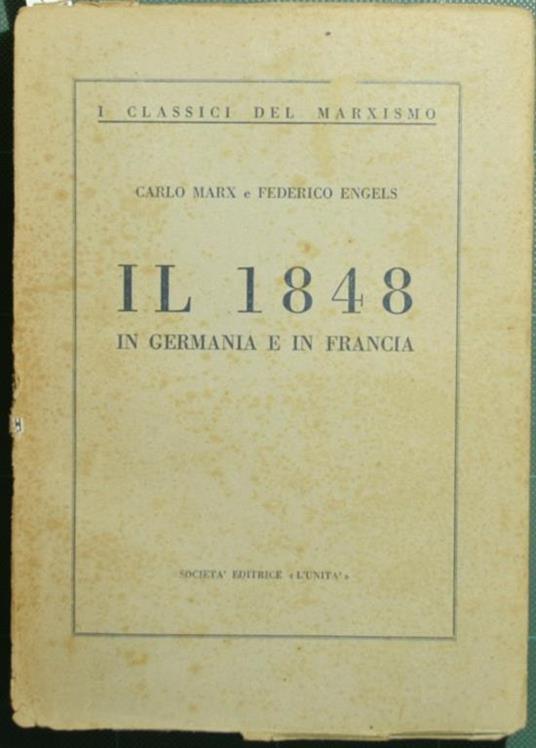 I CLASSICI DEL MARXISMO
CARLO MARX e FEDERICO ENGELS
IL 1848
IN GERMANIA E IN FRANCIA
SOCIETA' EDITRICE «L'UNITA'»